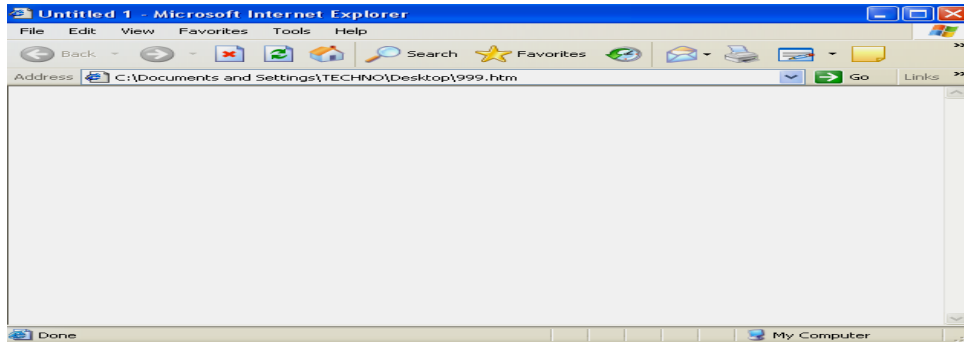 Untitled 1 - Microsoft Internet Explorer
File Edit View Favorites Tools Help
Back Search Favorites
Address C:\Documents and Settings\TECHNO\Desktop\999.htm Go Links
Done My Computer